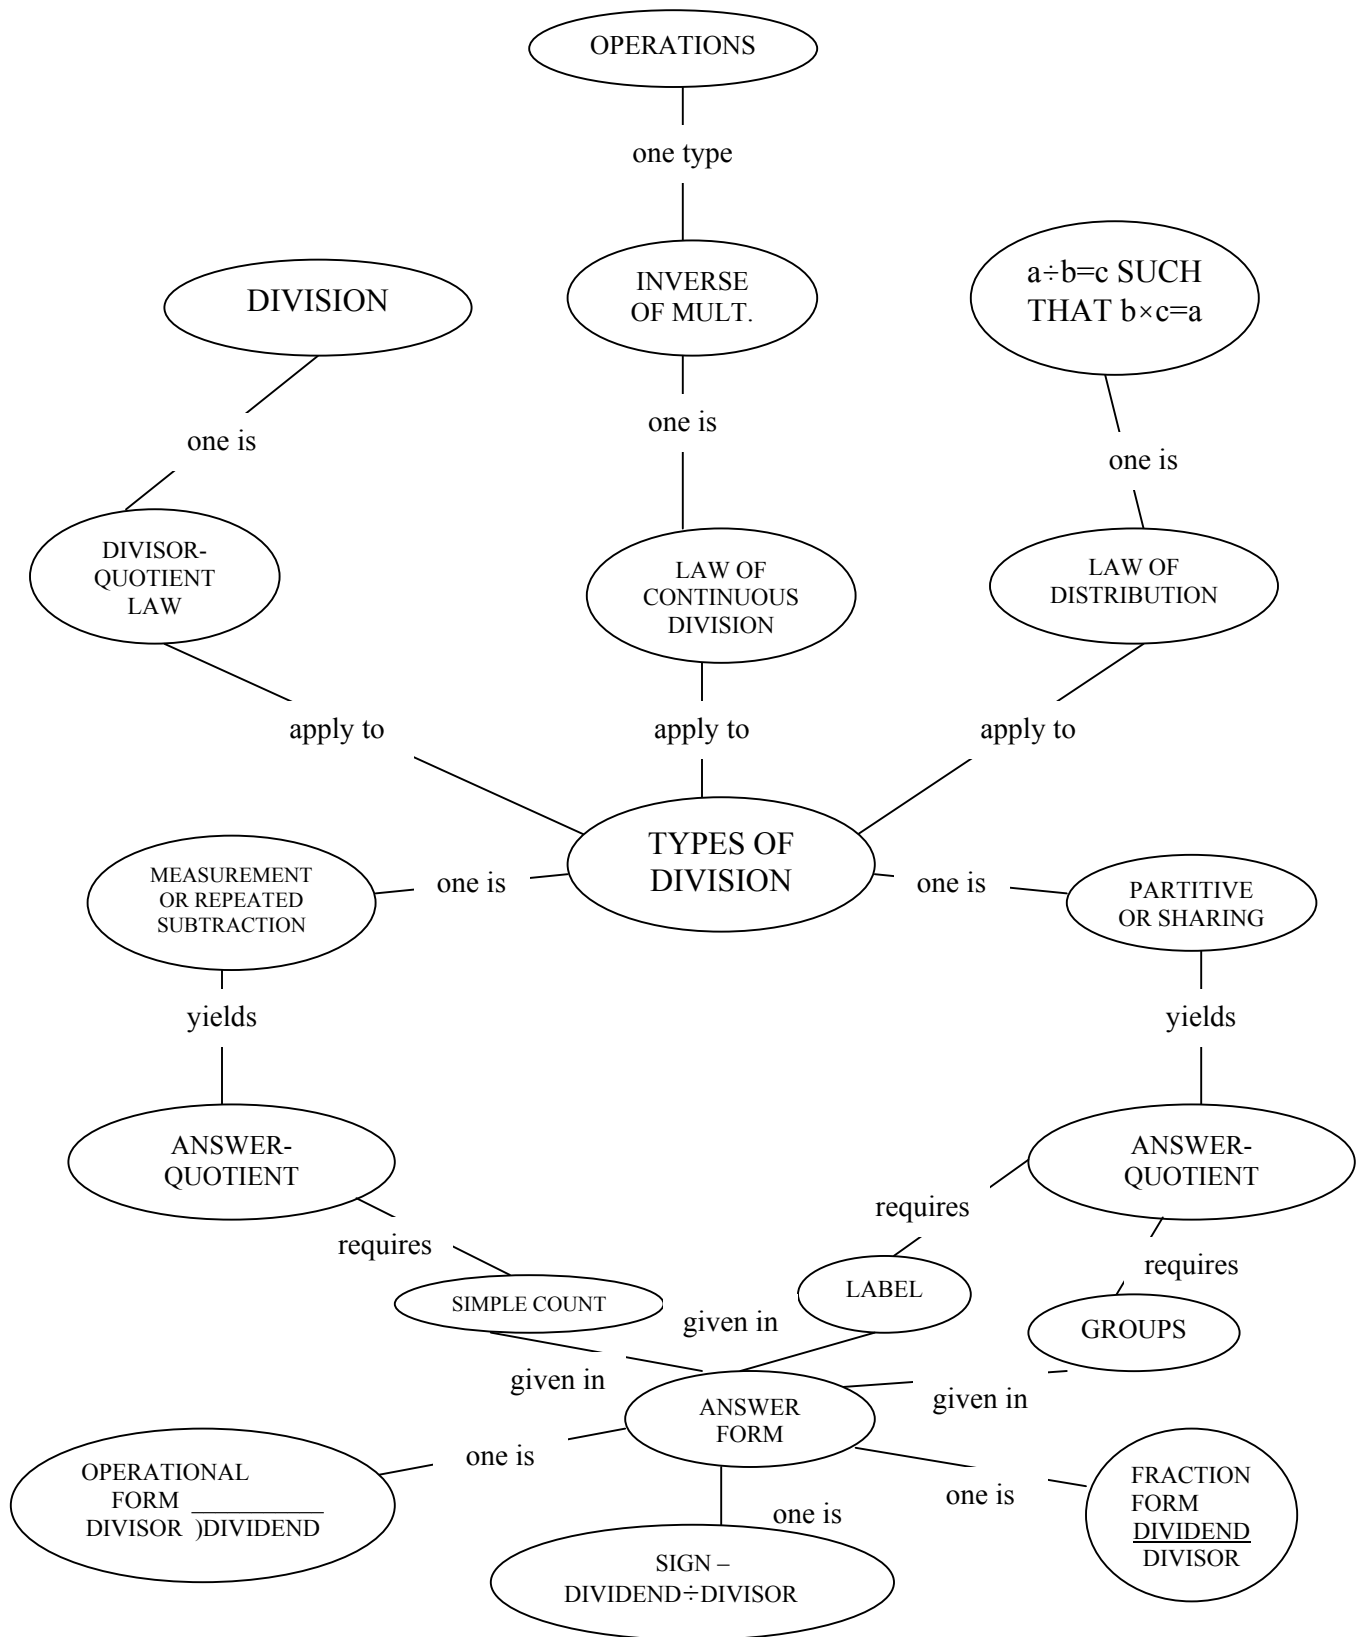 OPERATIONS
one type
DIVISION
INVERSE
OF MULT.
a÷b=c SUCH
THAT b×c=a
one is
one is
one is
DIVISOR-
QUOTIENT
LAW
LAW OF
CONTINUOUS
DIVISION
LAW OF
DISTRIBUTION
apply to
apply to
apply to
TYPES OF
DIVISION
MEASUREMENT
OR REPEATED
SUBTRACTION
one is
one is
PARTITIVE
OR SHARING
yields
yields
ANSWER-
QUOTIENT
ANSWER-
QUOTIENT
requires
requires
requires
SIMPLE COUNT
LABEL
GROUPS
given in
given in
given in
ANSWER
FORM
one is
one is
one is
OPERATIONAL
FORM
DIVISOR )DIVIDEND
SIGN –
DIVIDEND÷DIVISOR
FRACTION
FORM
DIVIDEND
DIVISOR